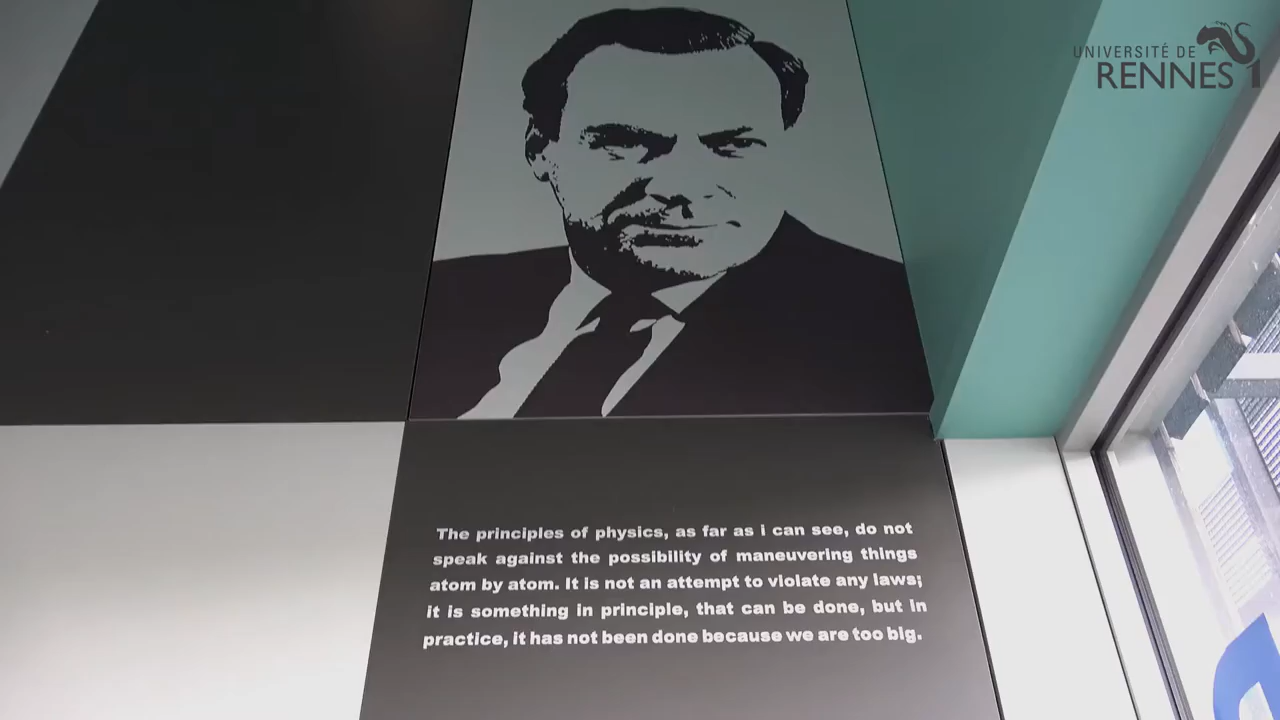 UNIVERSITÉ DE
RENNES 1
The principles of physics, as far as i can see, do not
speak against the possibility of maneuvering things
atom by atom. It is not an attempt to violate any laws;
it is something in principle, that can be done, but in
practice, it has not been done because we are too big.